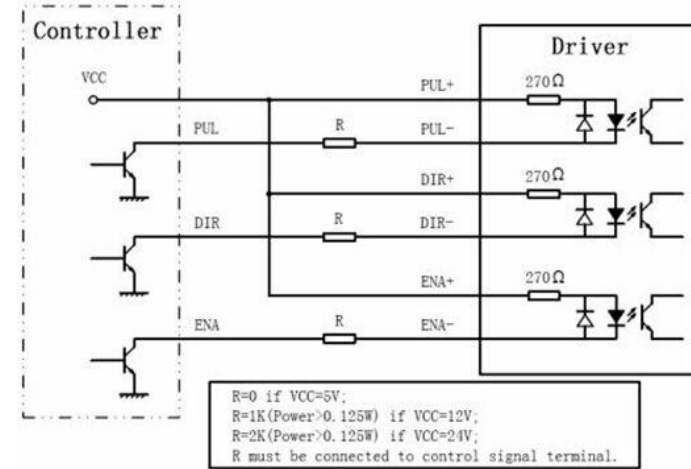 Controller
Driver
VCC
PUL+
270Ω
PUL
R
PUL-
DIR+
270Ω
DIR
R
DIR-
ENA+
270Ω
ENA
R
ENA-
R=0 if VCC=5V;
R=1K(Power>0.125W) if VCC=12V;
R=2K(Power>0.125W) if VCC=24V;
R must be connected to control signal terminal.